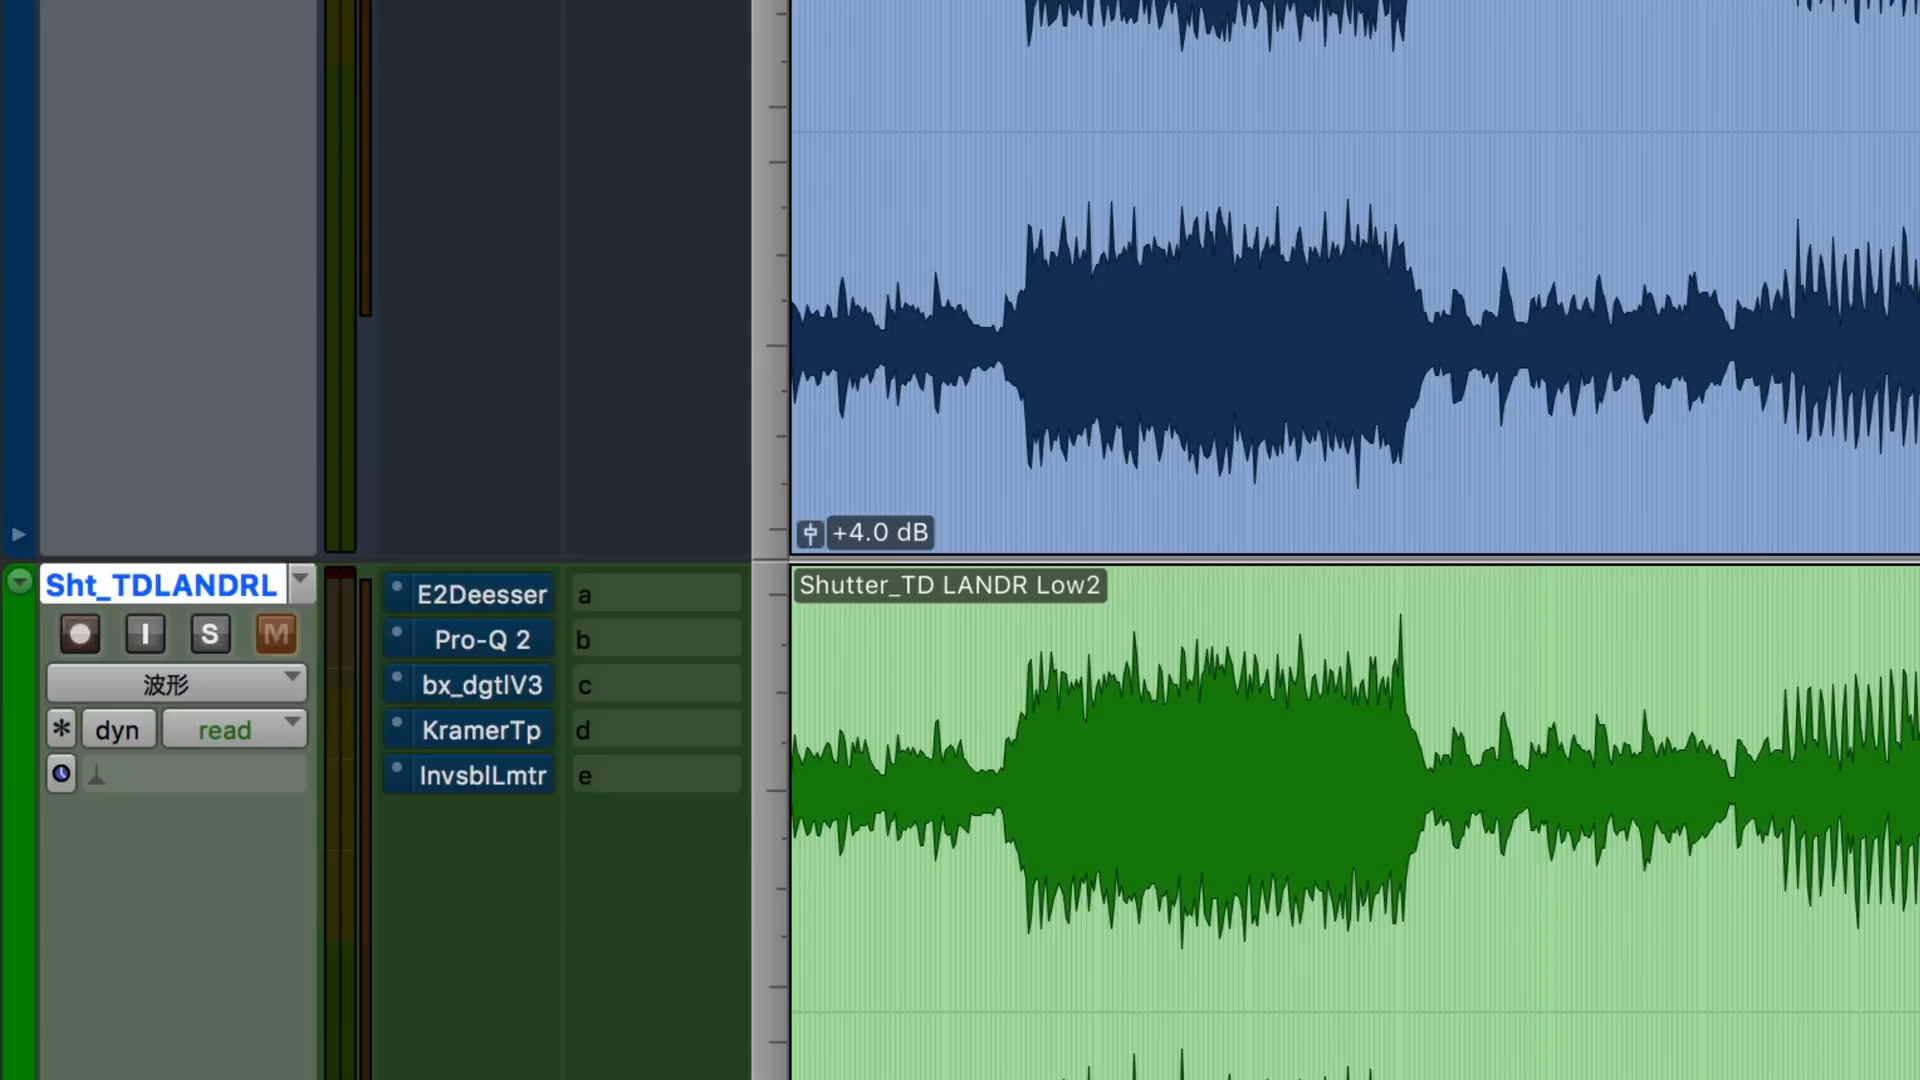 +4.0 dB
Sht_TDLANDRL
I S M
波形
dyn read
E2Deesser a
Pro-Q 2 b
bx_dgtlV3 c
KramerTp d
InvsblLmtr e
Shutter_TD LANDR Low2